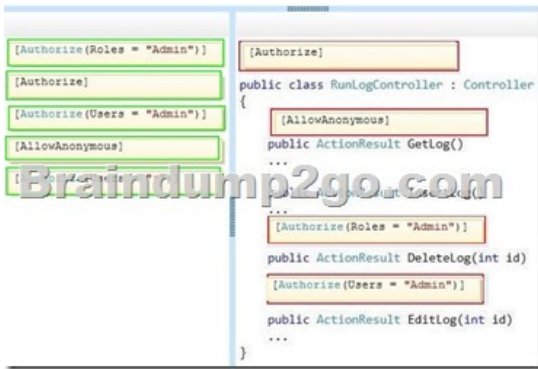 [Authorize(Roles = "Admin")]
[Authorize]
[Authorize(Users = "Admin")]
[AllowAnonymous]
[Authorize]
public class RunLogController : Controller
{
[AllowAnonymous]
public ActionResult GetLog()
...
Braindump2go.com
...
[Authorize(Roles = "Admin")]
public ActionResult DeleteLog(int id)
[Authorize(Users = "Admin")]
public ActionResult EditLog(int id)
...
}